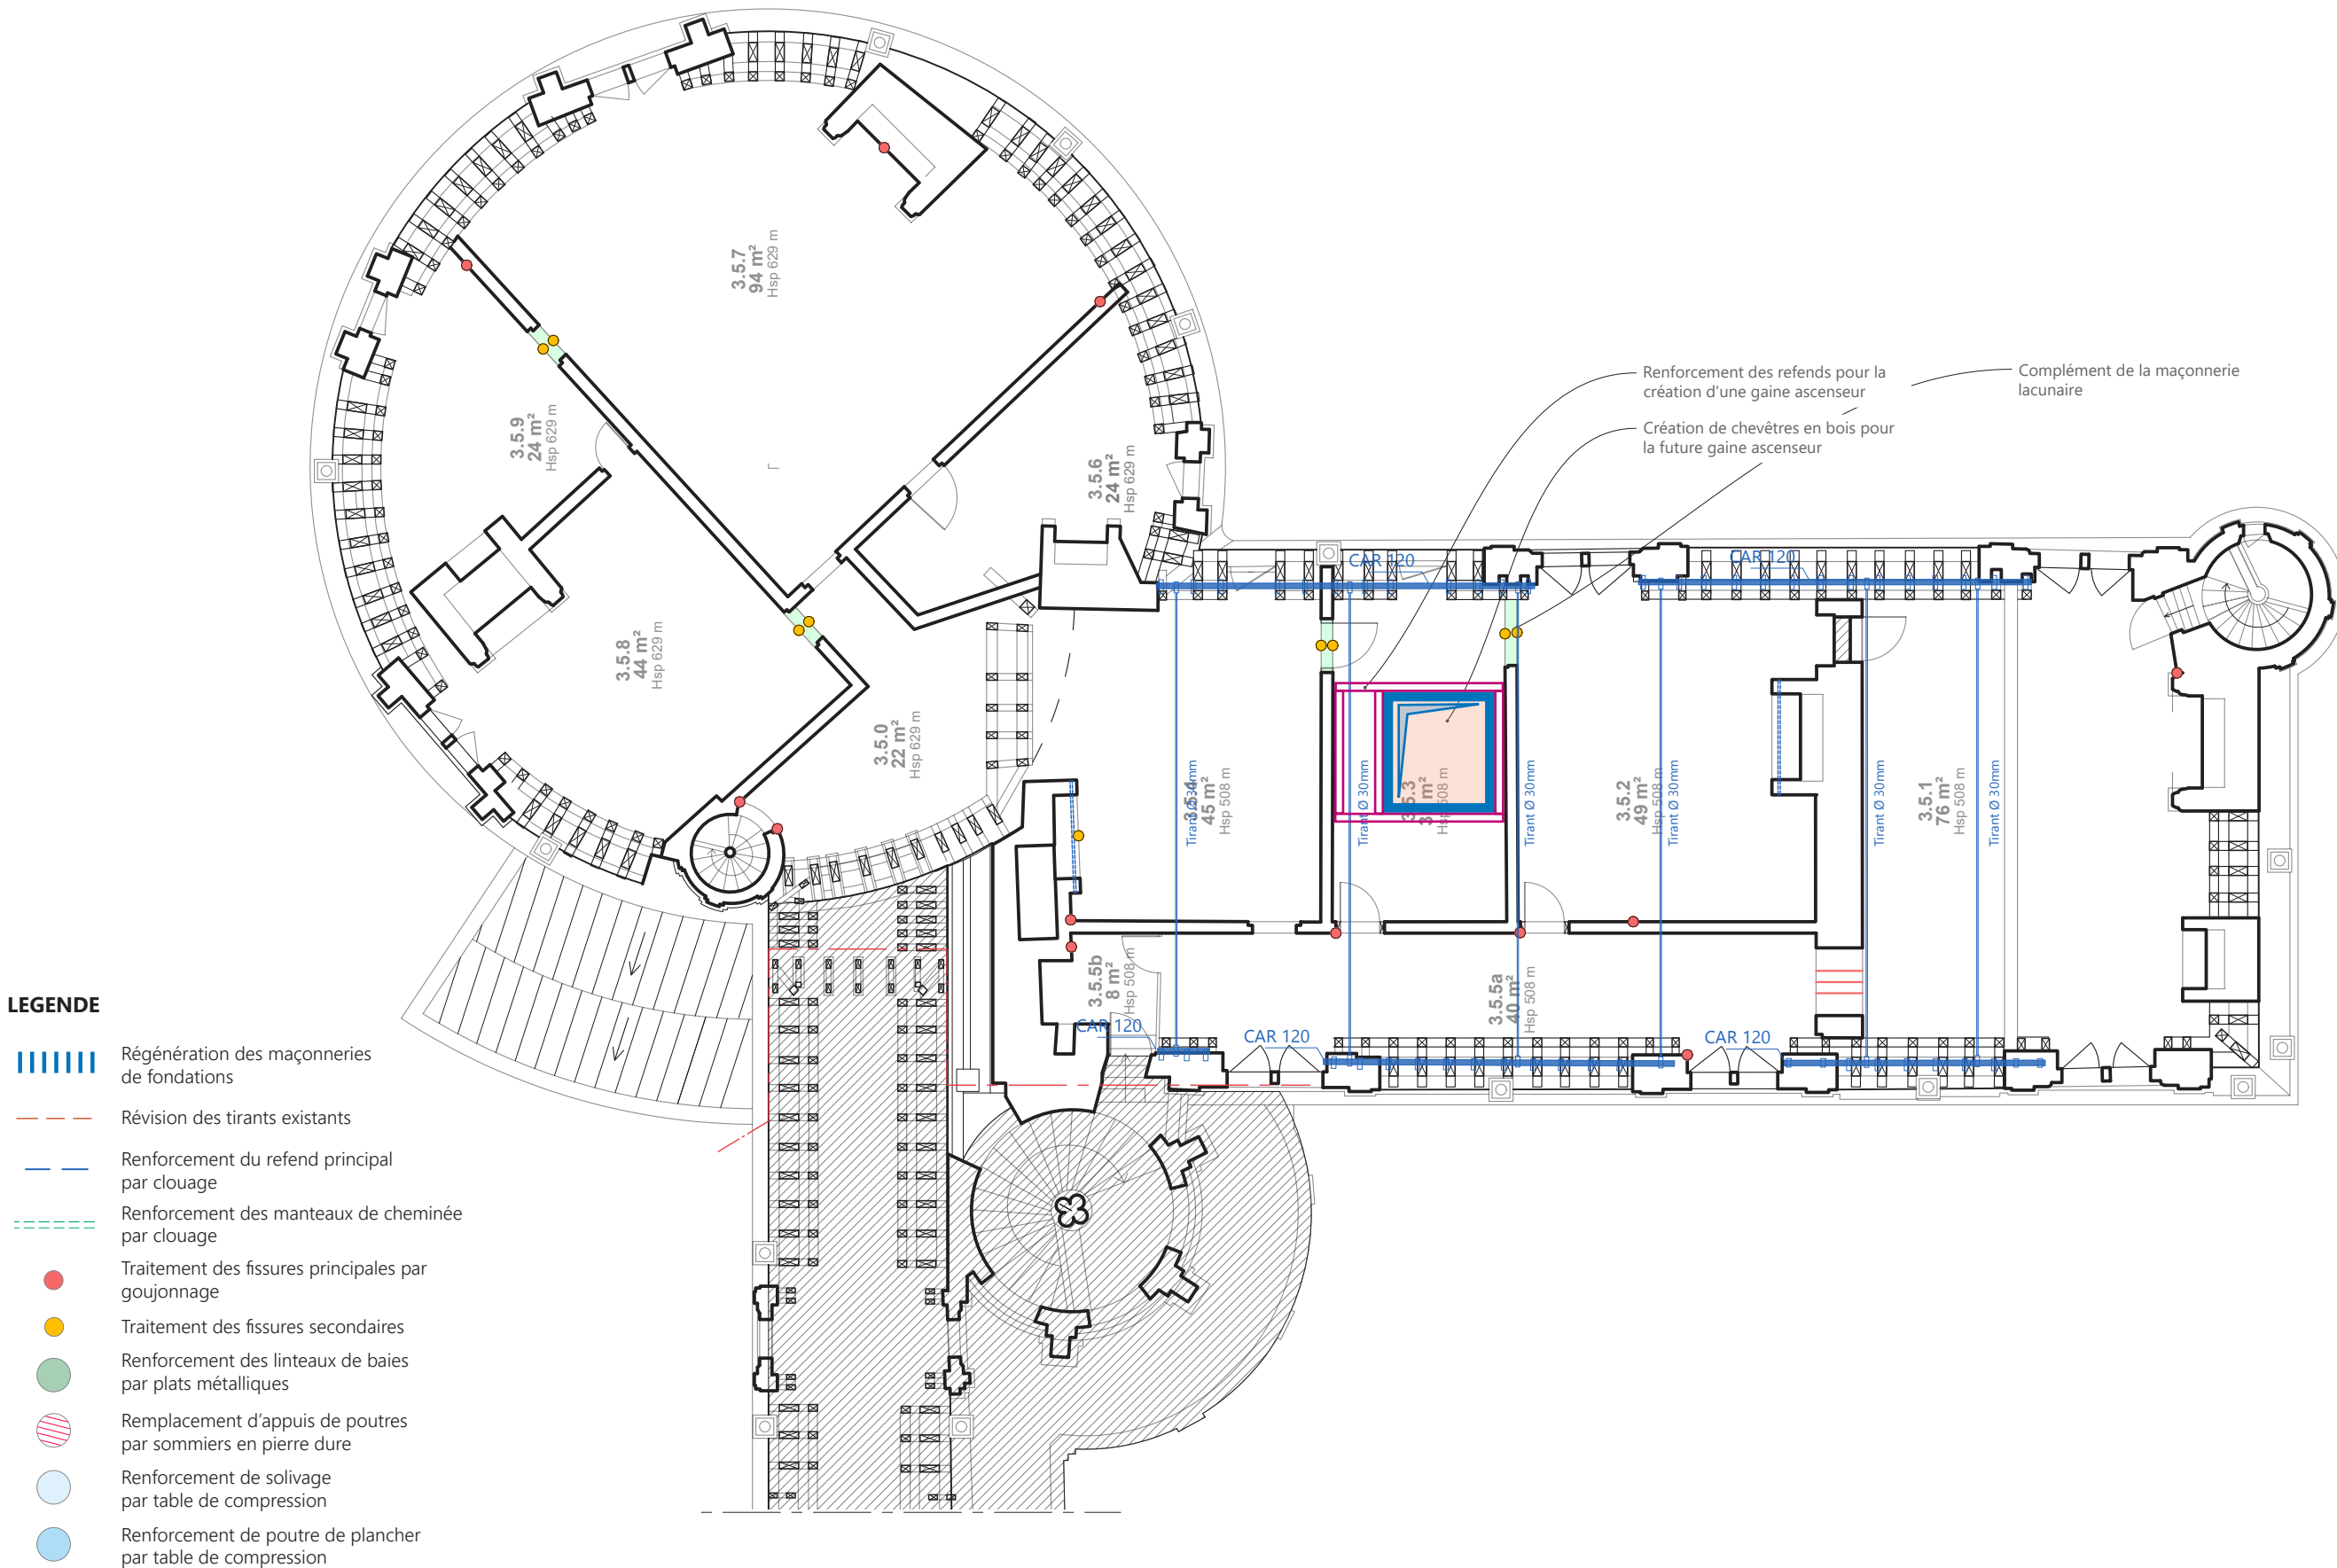 3.5.7
94 m²
Hsp 629 m
3.5.9
24 m²
Hsp 629 m
3.5.6
24 m²
Hsp 629 m
3.5.8
44 m²
Hsp 629 m
3.5.0
22 m²
Hsp 629 m
Renforcement des refends pour la
création d'une gaine ascenseur
Création de chevêtres en bois pour
la future gaine ascenseur
Complément de la maçonnerie
lacunaire
CAR 120
CAR 120
45 m²
Hsp 508 m
Tirant Ø 30mm
Tirant Ø 30mm
Tirant Ø 30mm
3.5.2
49 m²
Hsp 508 m
Tirant Ø 30mm
Tirant Ø 30mm
3.5.1
76 m²
Hsp 508 m
Tirant Ø 30mm
3.5.5b
8 m²
Hsp 508 m
3.5.5a
40 m²
Hsp 508 m
CAR 120
CAR 120
CAR 120
LEGENDE
Régénération des maçonneries
de fondations
Révision des tirants existants
Renforcement du refend principal
par clouage
Renforcement des manteaux de cheminée
par clouage
Traitement des fissures principales par
goujonnage
Traitement des fissures secondaires
Renforcement des linteaux de baies
par plats métalliques
Remplacement d'appuis de poutres
par sommiers en pierre dure
Renforcement de solivage
par table de compression
Renforcement de poutre de plancher
par table de compression